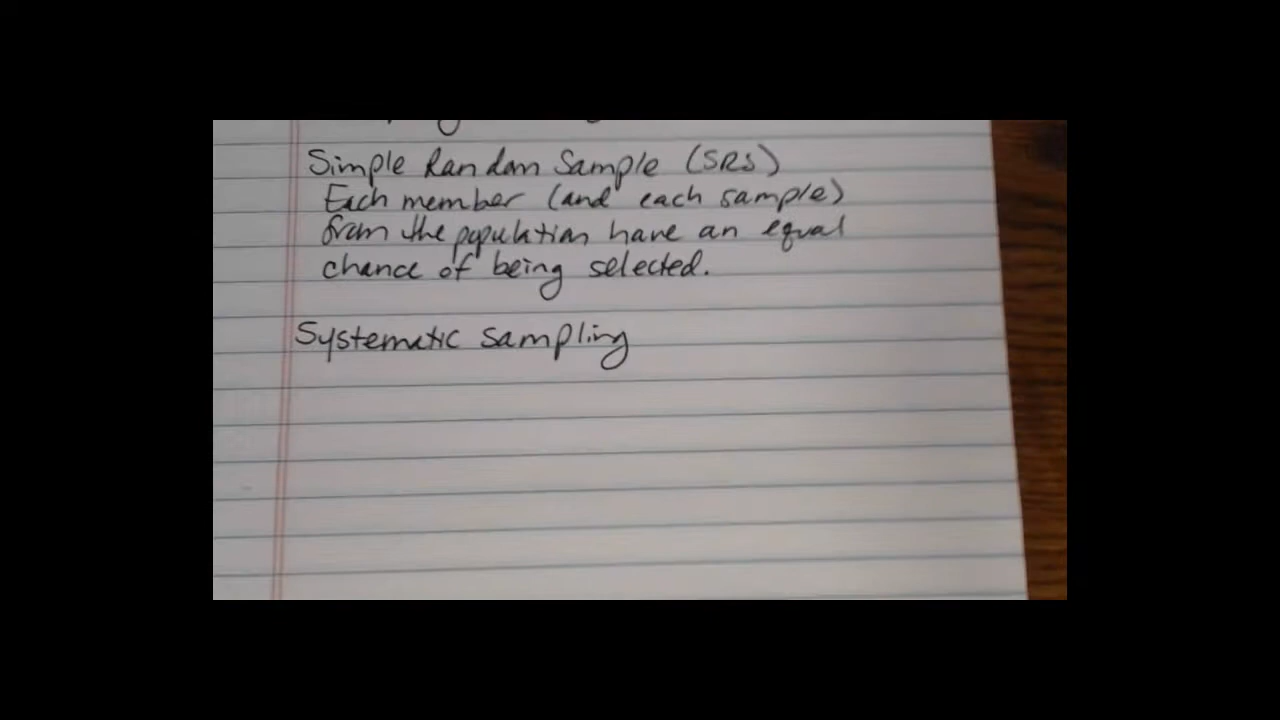 Simple Random Sample (SRS)
Each member (and each sample)
from the population have an equal
chance of being selected.
Systematic sampling